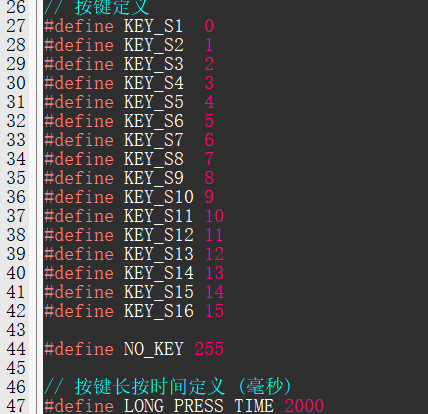 26 // 按键定义
27 #define KEY_S1  0
28 #define KEY_S2  1
29 #define KEY_S3  2
30 #define KEY_S4  3
31 #define KEY_S5  4
32 #define KEY_S6  5
33 #define KEY_S7  6
34 #define KEY_S8  7
35 #define KEY_S9  8
36 #define KEY_S10 9
37 #define KEY_S11 10
38 #define KEY_S12 11
39 #define KEY_S13 12
40 #define KEY_S14 13
41 #define KEY_S15 14
42 #define KEY_S16 15
43
44 #define NO_KEY 255
45
46 // 按键长按时间定义 (毫秒)
47 #define LONG_PRESS_TIME 2000